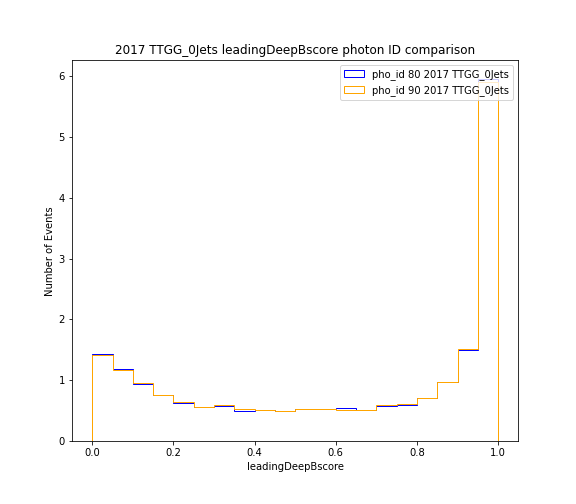 2017 TTGG_0Jets leadingDeepBscore photon ID comparison
pho_id 80 2017 TTGG_0Jets
pho_id 90 2017 TTGG_0Jets
Number of Events
6
5
4
3
2
1
0
0.0 0.2 0.4 0.6 0.8 1.0
leadingDeepBscore